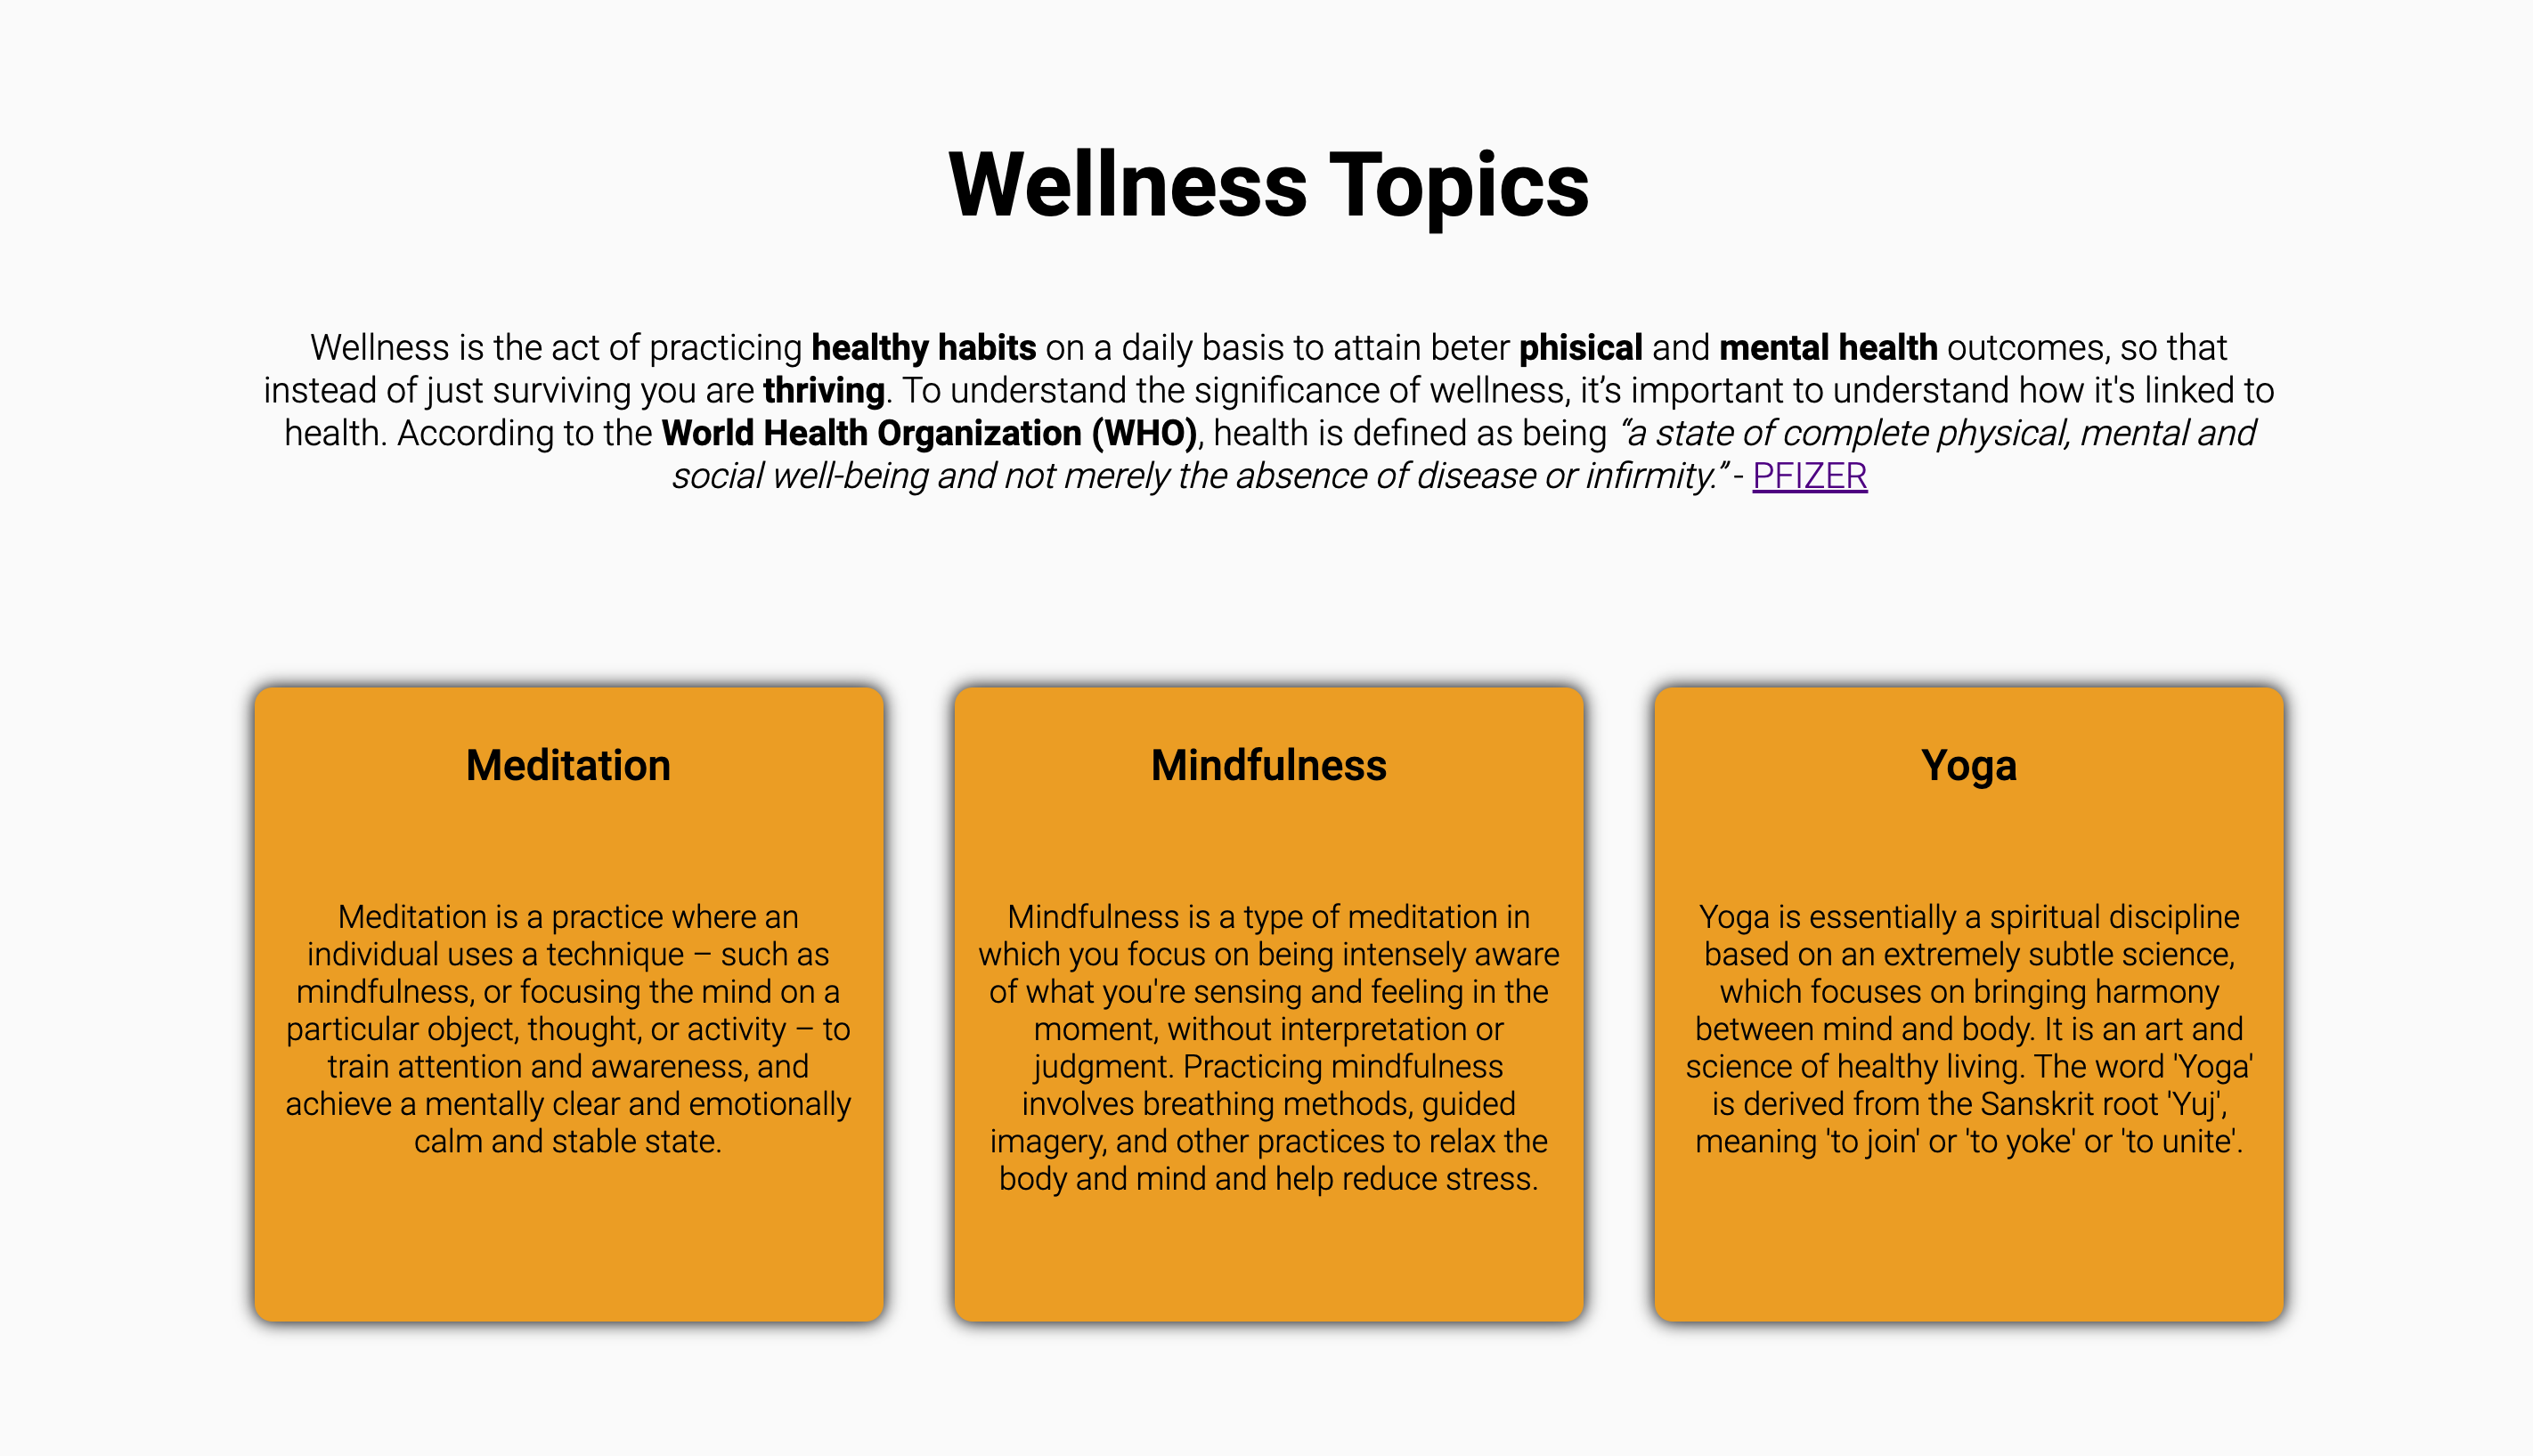 Wellness Topics
Wellness is the act of practicing healthy habits on a daily basis to attain beter phisical and mental health outcomes, so that
instead of just surviving you are thriving. To understand the significance of wellness, it’s important to understand how it's linked to
health. According to the World Health Organization (WHO), health is defined as being “a state of complete physical, mental and
social well-being and not merely the absence of disease or infirmity.” - PFIZER
Meditation
Meditation is a practice where an
individual uses a technique – such as
mindfulness, or focusing the mind on a
particular object, thought, or activity – to
train attention and awareness, and
achieve a mentally clear and emotionally
calm and stable state.
Mindfulness
Mindfulness is a type of meditation in
which you focus on being intensely aware
of what you're sensing and feeling in the
moment, without interpretation or
judgment. Practicing mindfulness
involves breathing methods, guided
imagery, and other practices to relax the
body and mind and help reduce stress.
Yoga
Yoga is essentially a spiritual discipline
based on an extremely subtle science,
which focuses on bringing harmony
between mind and body. It is an art and
science of healthy living. The word 'Yoga'
is derived from the Sanskrit root 'Yuj',
meaning 'to join' or 'to yoke' or 'to unite'.